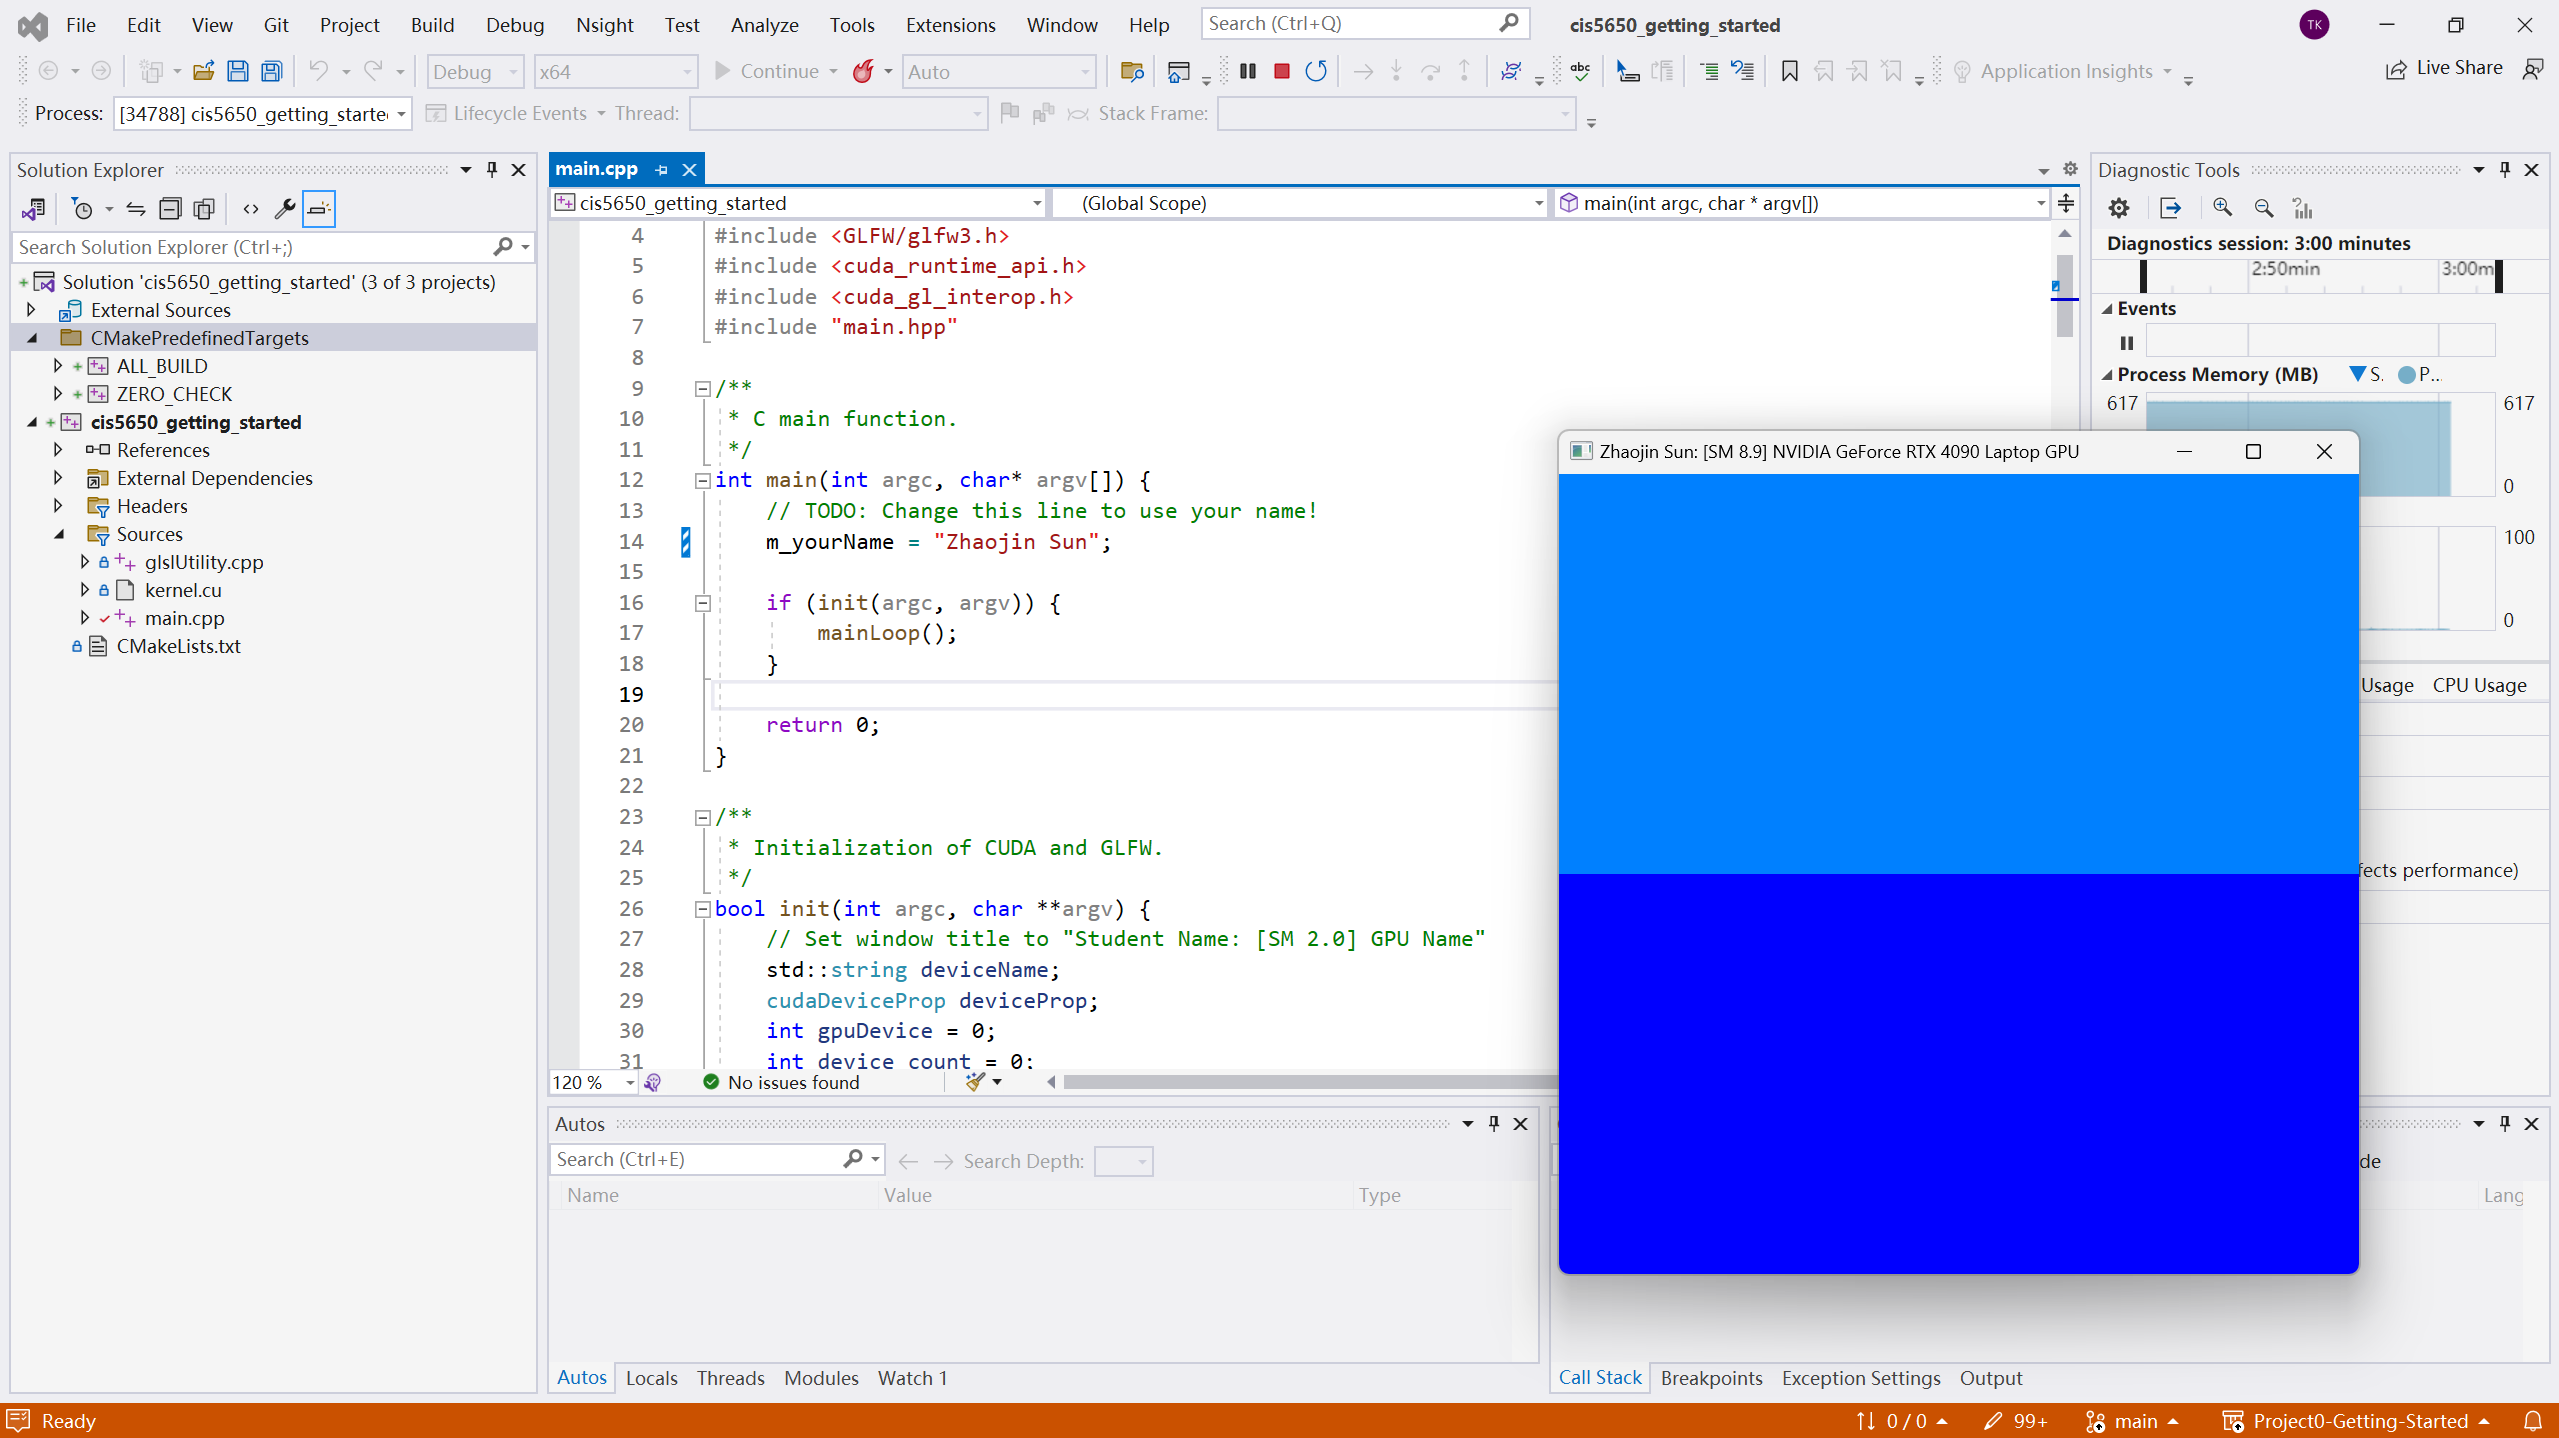 File Edit View Git Project Build Debug Nsight Test Analyze Tools Extensions Window Help Search (Ctrl+Q) cis5650_getting_started TK
Debug x64 Continue Auto abc Application Insights Live Share
Process: [34788] cis5650_getting_starte Lifecycle Events Thread: Stack Frame:
Solution Explorer
Search Solution Explorer (Ctrl+;)
Solution 'cis5650_getting_started' (3 of 3 projects)
External Sources
CMakePredefinedTargets
ALL_BUILD
ZERO_CHECK
cis5650_getting_started
References
External Dependencies
Headers
Sources
glslUtility.cpp
kernel.cu
main.cpp
CMakeLists.txt
main.cpp
cis5650_getting_started (Global Scope) main(int argc, char * argv[])
4 #include <GLFW/glfw3.h>
5 #include <cuda_runtime_api.h>
6 #include <cuda_gl_interop.h>
7 #include "main.hpp"
8
9 /**
10 * C main function.
11 */
12 int main(int argc, char* argv[]) {
13 // TODO: Change this line to use your name!
14 m_yourName = "Zhaojin Sun";
15
16 if (init(argc, argv)) {
17 mainLoop();
18 }
19
20 return 0;
21 }
22
23 /**
24 * Initialization of CUDA and GLFW.
25 */
26 bool init(int argc, char **argv) {
27 // Set window title to "Student Name: [SM 2.0] GPU Name"
28 std::string deviceName;
29 cudaDeviceProp deviceProp;
30 int gpuDevice = 0;
31 int device_count = 0;
120 % No issues found
Diagnostic Tools
Diagnostics session: 3:00 minutes
2:50min 3:00m
Events
Process Memory (MB) S. P...
617 617
0
100
0
Usage CPU Usage
fects performance)
Zhaojin Sun: [SM 8.9] NVIDIA GeForce RTX 4090 Laptop GPU
Autos
Search (Ctrl+E) Search Depth:
Name Value Type
Autos Locals Threads Modules Watch 1
de
Lang
Call Stack Breakpoints Exception Settings Output
Ready 0 / 0 99+ main Project0-Getting-Started